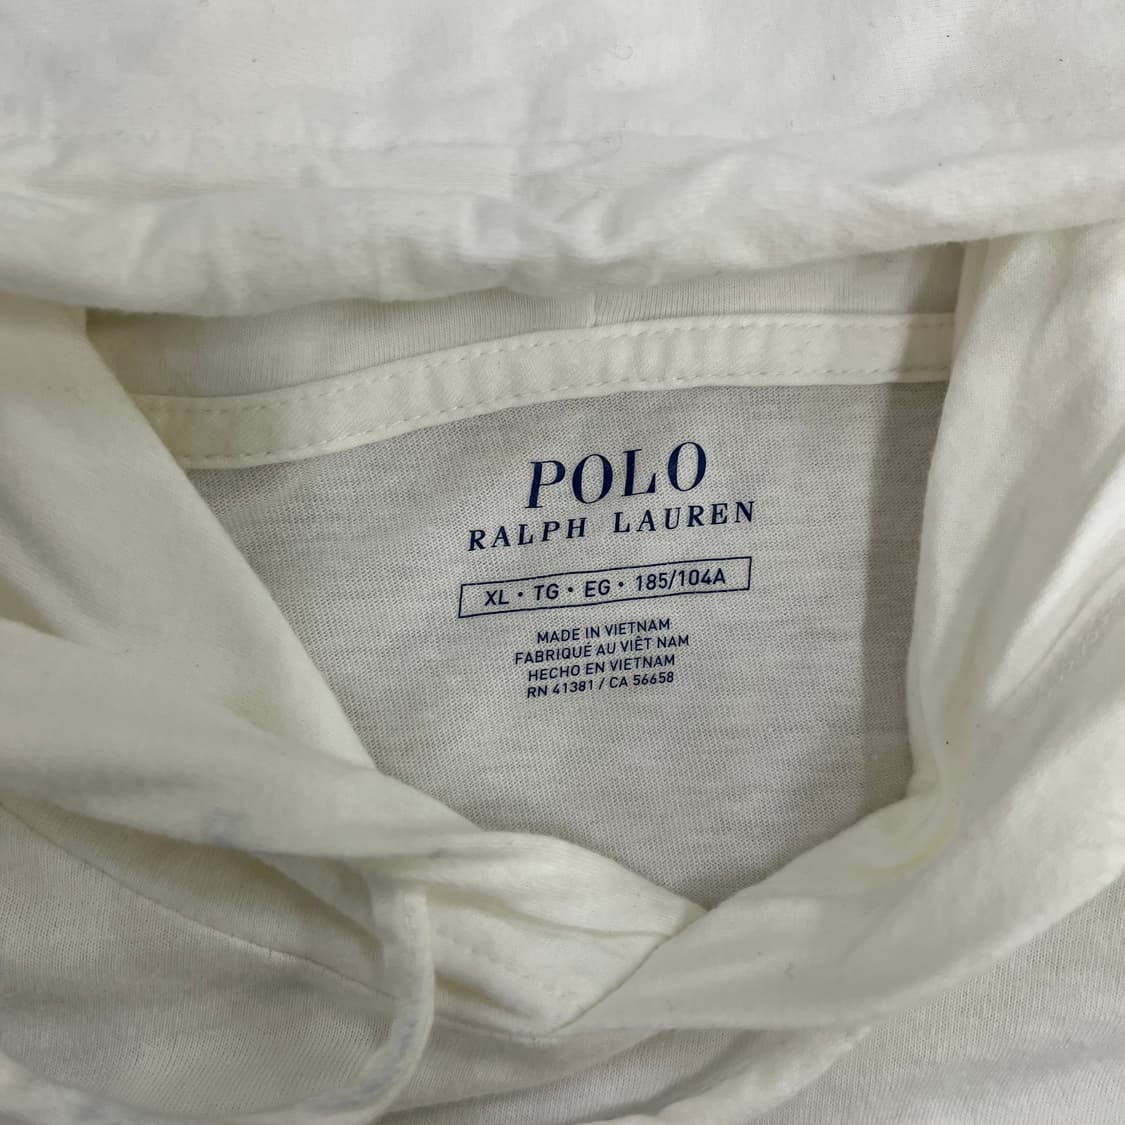 POLO
RALPH LAUREN
XL • TG • EG • 185/104A
MADE IN VIETNAM
FABRIQUÉ AU VIÊT NAM
HECHO EN VIETNAM
RN 41381 / CA 56658